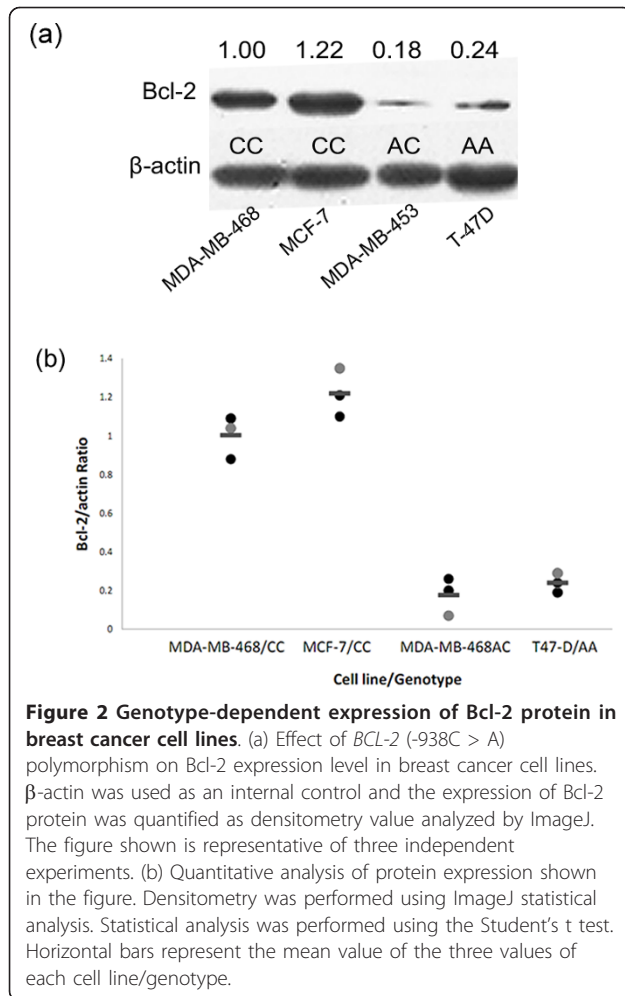 (a)
1.00 1.22 0.18 0.24
Bcl-2
CC CC AC AA
β-actin
MDA-MB-468 MCF-7 MDA-MB-453 T-47D
(b)
1.4
1.2
1
0.8
0.6
0.4
0.2
0
Bcl-2/actin Ratio
MDA-MB-468/CC MCF-7/CC MDA-MB-468AC T47-D/AA
Cell line/Genotype
Figure 2 Genotype-dependent expression of Bcl-2 protein in
breast cancer cell lines. (a) Effect of BCL-2 (-938C > A)
polymorphism on Bcl-2 expression level in breast cancer cell lines.
β-actin was used as an internal control and the expression of Bcl-2
protein was quantified as densitometry value analyzed by ImageJ.
The figure shown is representative of three independent
experiments. (b) Quantitative analysis of protein expression shown
in the figure. Densitometry was performed using ImageJ statistical
analysis. Statistical analysis was performed using the Student's t test.
Horizontal bars represent the mean value of the three values of
each cell line/genotype.